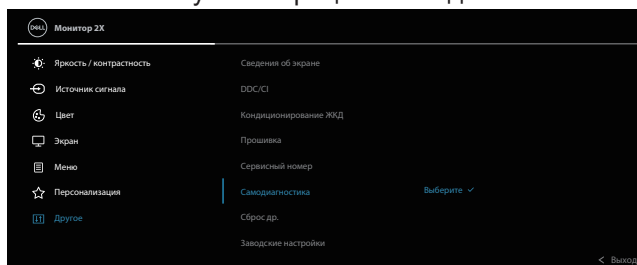 DELL Монитор 2X
Яркость / контрастность Сведения об экране
Источник сигнала DDC/CI
Цвет Кондиционирование ЖКД
Экран Прошивка
Меню Сервисный номер
Персонализация Самодиагностика Выберите ✓
Другое Сброс др.
Заводские настройки
< Выход